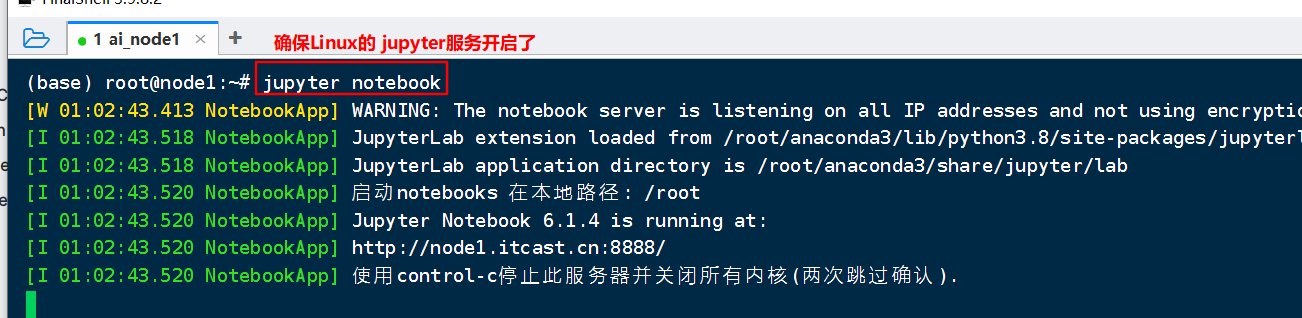 1 ai_node1
确保Linux的 jupyter服务开启了
(base) root@node1:~# jupyter notebook
[W 01:02:43.413 NotebookApp] WARNING: The notebook server is listening on all IP addresses and not using encryptio
[I 01:02:43.518 NotebookApp] JupyterLab extension loaded from /root/anaconda3/lib/python3.8/site-packages/jupyterl
[I 01:02:43.518 NotebookApp] JupyterLab application directory is /root/anaconda3/share/jupyter/lab
[I 01:02:43.520 NotebookApp] 启动notebooks 在本地路径: /root
[I 01:02:43.520 NotebookApp] Jupyter Notebook 6.1.4 is running at:
[I 01:02:43.520 NotebookApp] http://node1.itcast.cn:8888/
[I 01:02:43.520 NotebookApp] 使用control-c停止此服务器并关闭所有内核(两次跳过确认).